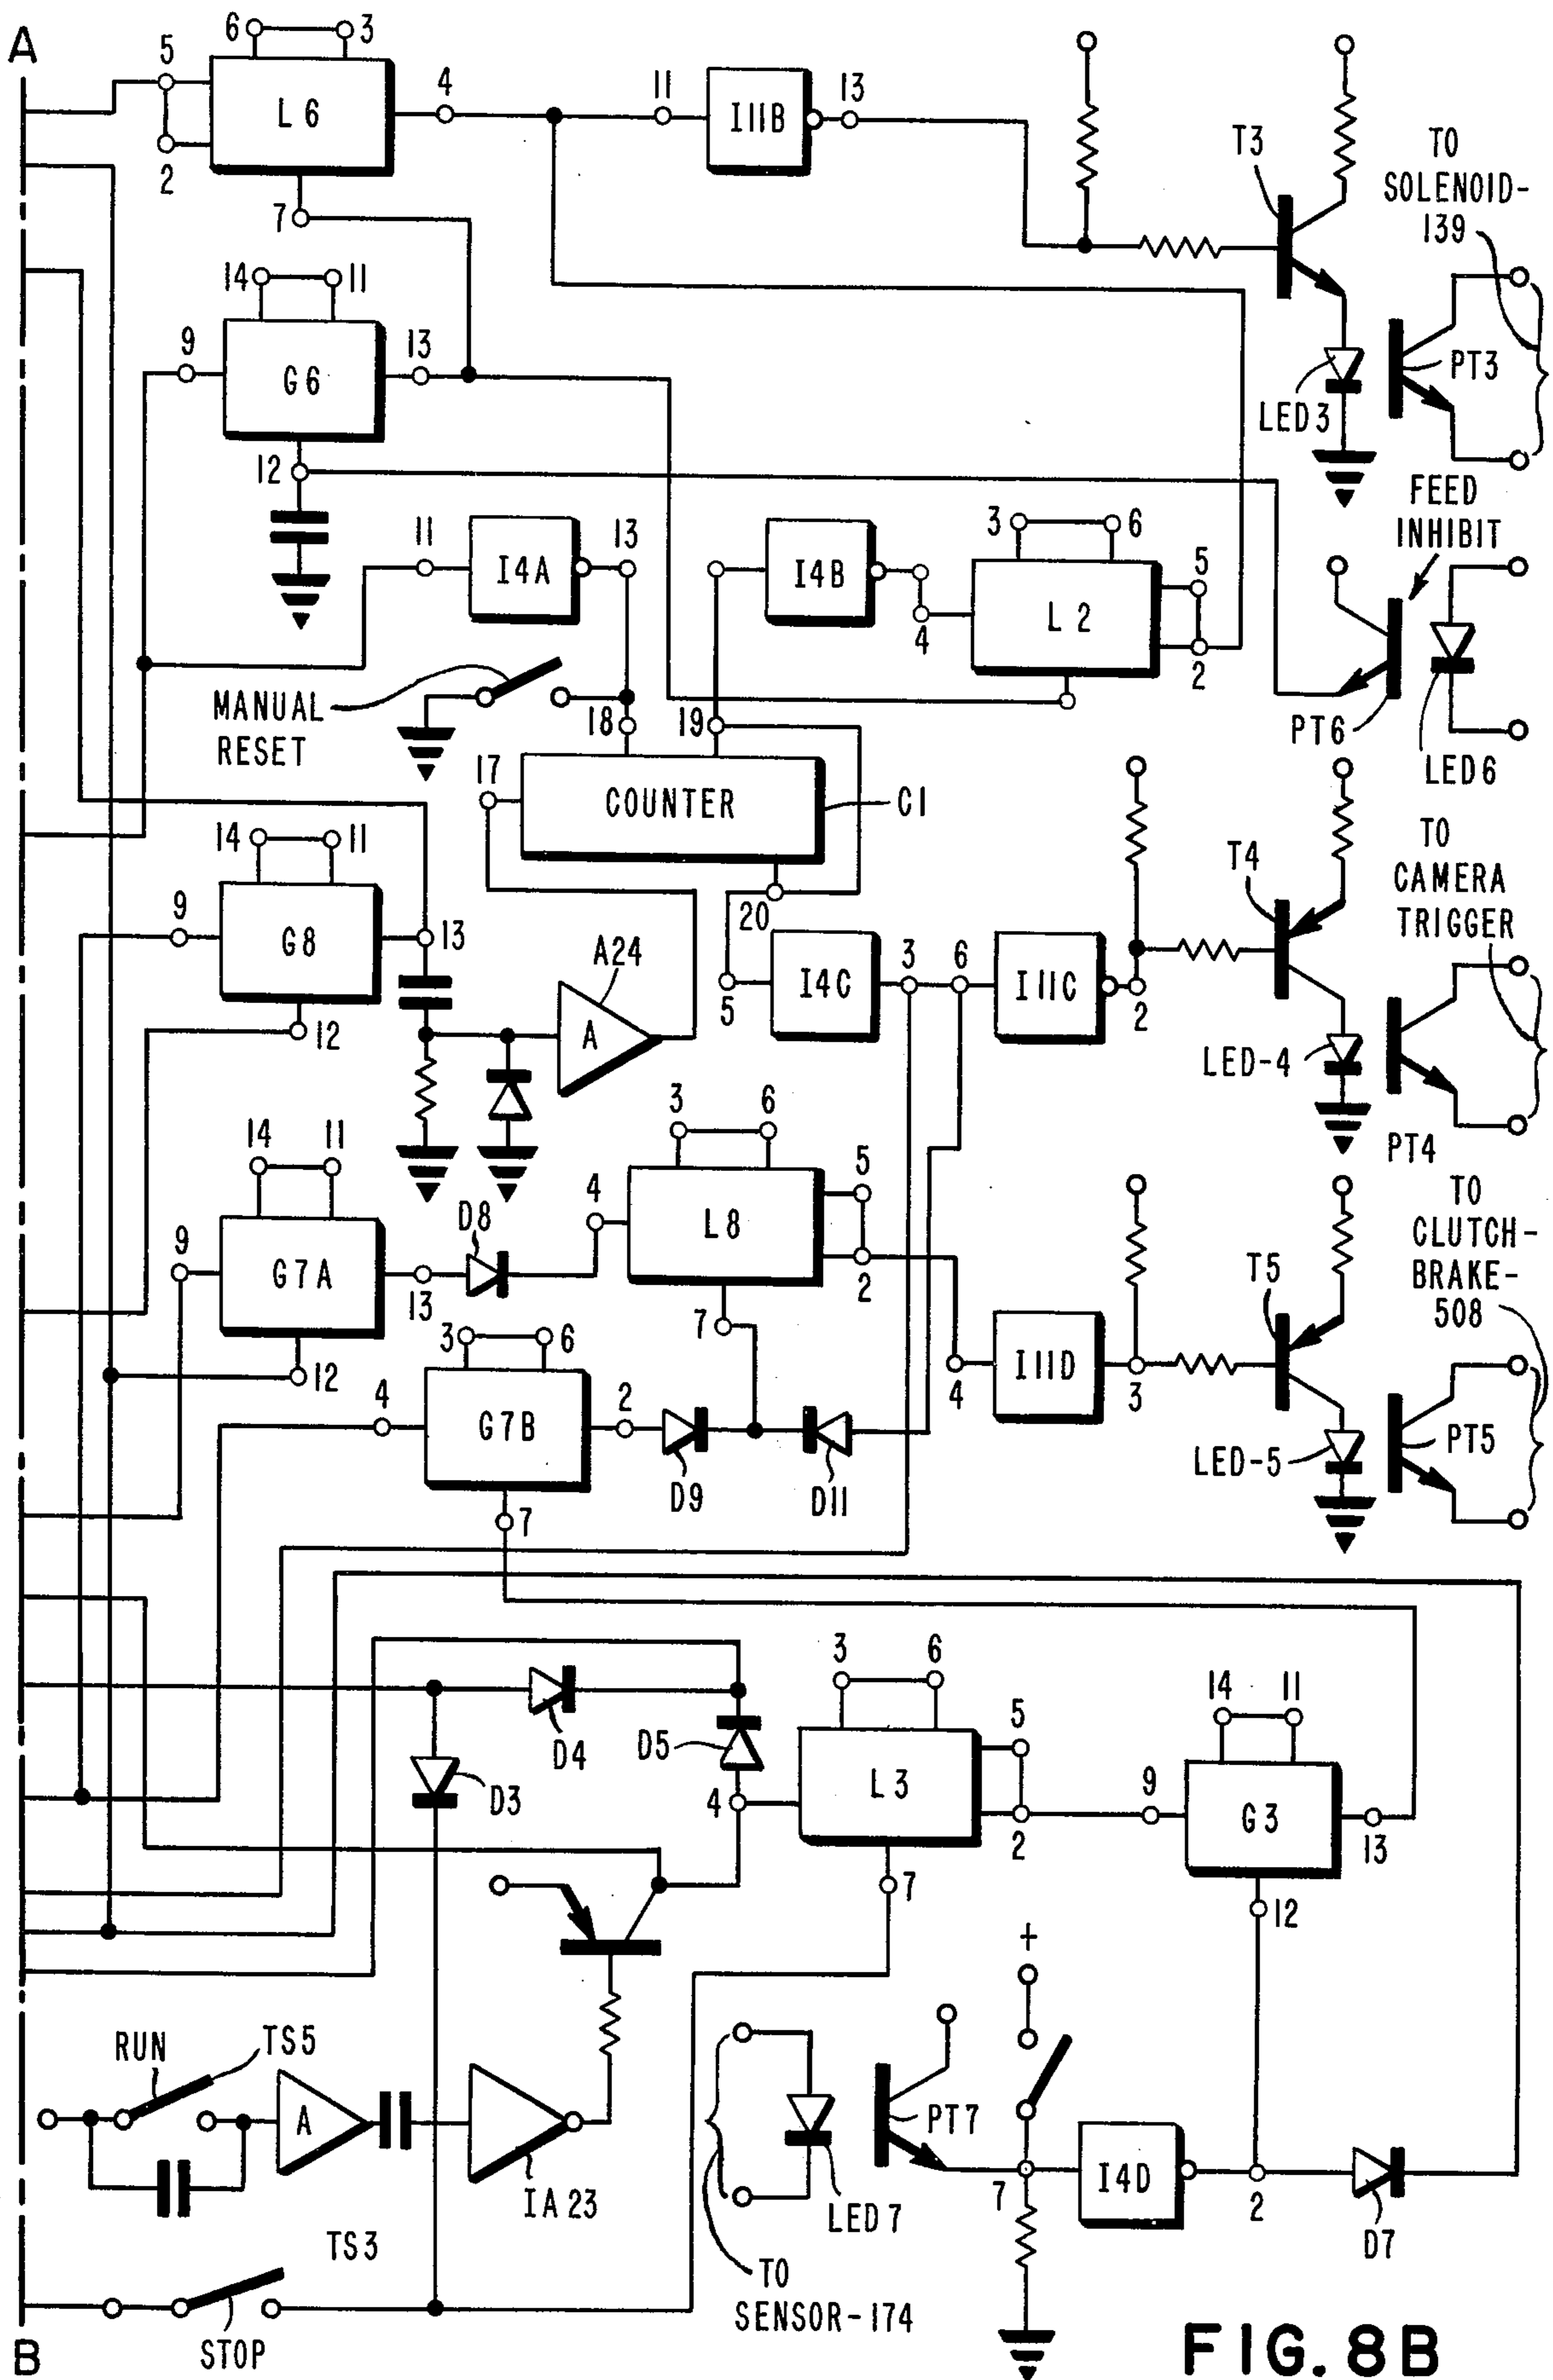 A
6 3
5
L6
4
2
7
11
I11B
13
T3
TO
SOLENOID-
139
PT3
LED3
14 11
9
G6
13
12
11
I4A
13
I4B
4
3 6
L2
5
2
FEED
INHIBIT
PT6
LED6
MANUAL
RESET
18
19
17
COUNTER
C1
20
14 11
9
G8
13
12
A24
A
5
I4C
3
6
I11C
2
T4
TO
CAMERA
TRIGGER
LED-4
PT4
14 11
9
G7A
13
12
D8
4
3 6
L8
5
2
7
4
I11D
3
T5
TO
CLUTCH-
BRAKE-
508
PT5
LED-5
3 6
4
G7B
2
7
D9
D11
D4
D3
D5
4
3 6
L3
5
2
7
14 11
9
G3
13
12
RUN
TS5
A
IA23
TS3
STOP
LED7
TO
SENSOR-174
PT7
+
7
I4D
2
D7
B
FIG. 8B